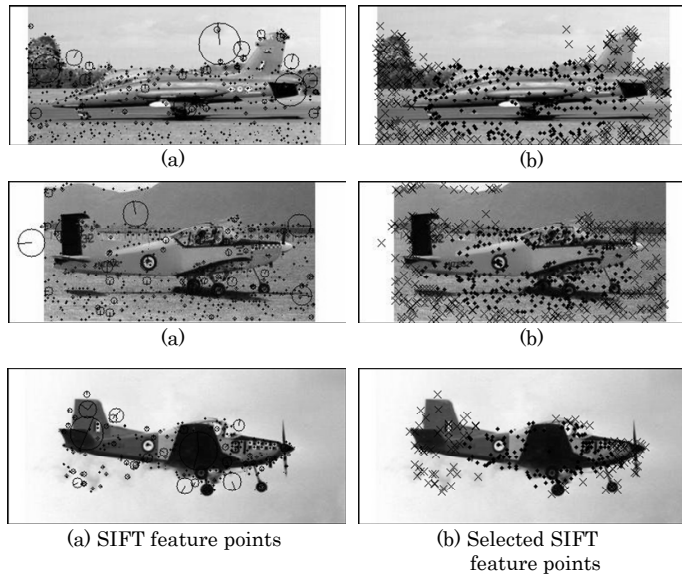 (a)
(b)
(a)
(b)
(a) SIFT feature points
(b) Selected SIFT
feature points